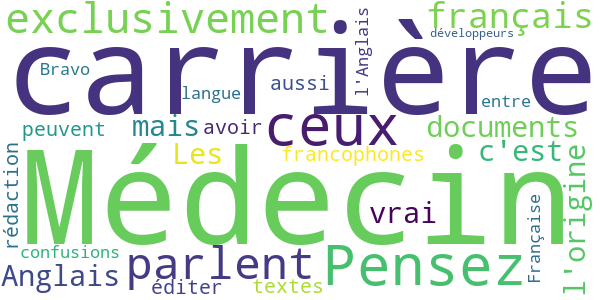 exclusivement
français
développeurs
l'Anglais
carrière
Bravo
aussi
langue
entre
ceux
peuvent
mais
avoir
documents
Les
francophones
c'est
Médecin
rédaction
l'origine
vrai
Française
confusions
parlent
Pensez
Anglais
éditer
textes